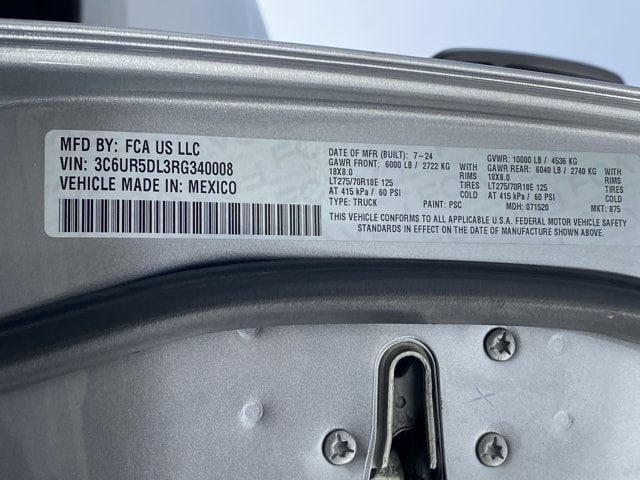 MFD BY: FCA US LLC
VIN: 3C6UR5DL3RG340008
VEHICLE MADE IN: MEXICO
DATE OF MFR (BUILT): 7-24 GVWR: 10000 LB / 4536 KG
GAWR FRONT: 6000 LB / 2722 KG WITH GAWR REAR: 6040 LB / 2740 KG WITH
18X8.0 RIMS 18X8.0 RIMS
LT275/70R18E 125 TIRES LT275/70R18E 125 TIRES
AT 415 kPa / 60 PSI COLD AT 415 kPa / 60 PSI COLD
TYPE: TRUCK PAINT: PSC MDH: 071520 MKT: 875
THIS VEHICLE CONFORMS TO ALL APPLICABLE U.S.A. FEDERAL MOTOR VEHICLE SAFETY
STANDARDS IN EFFECT ON THE DATE OF MANUFACTURE SHOWN ABOVE.